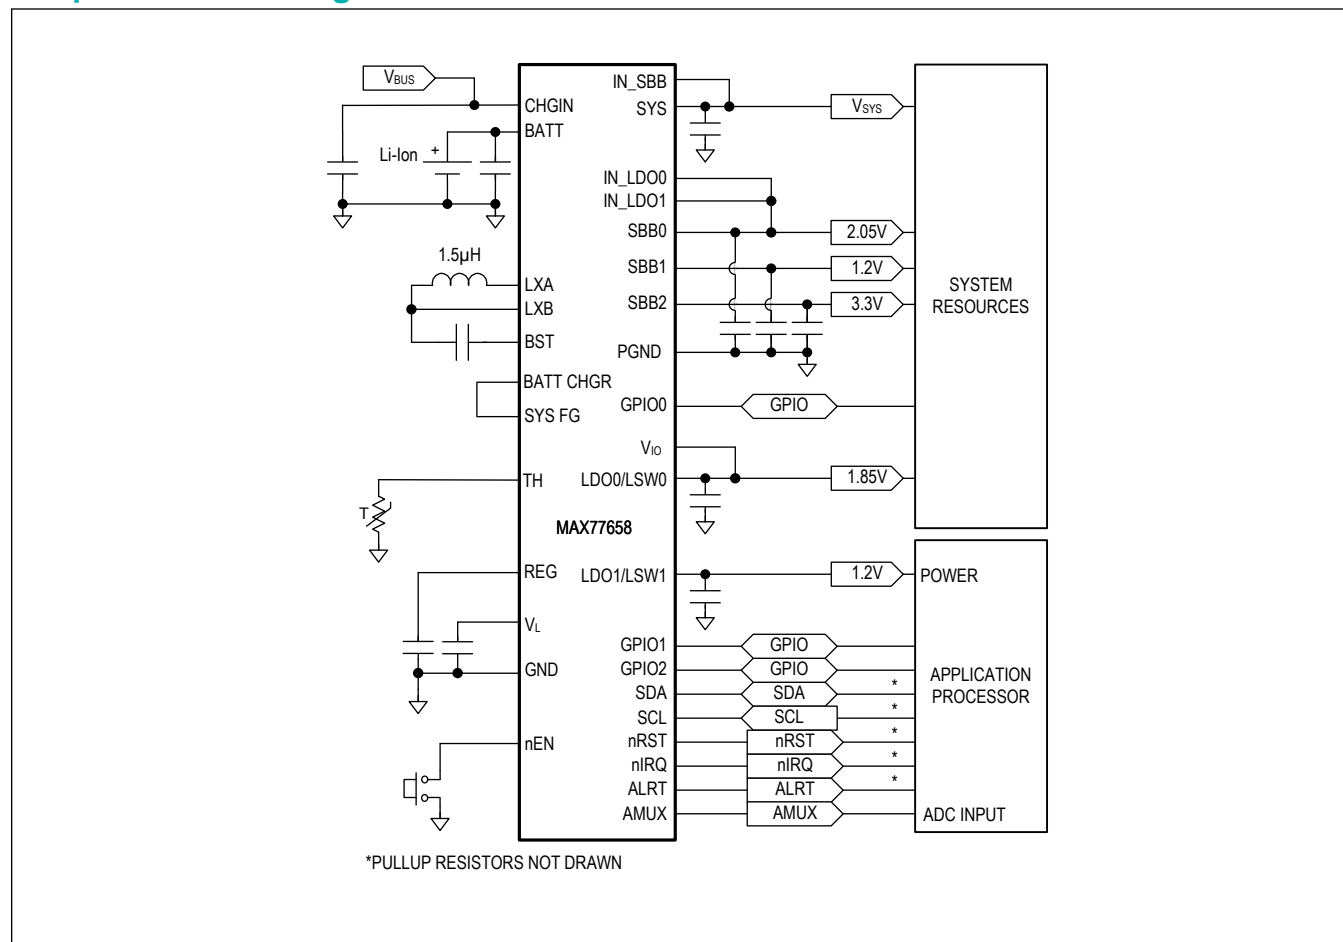 VBUS
CHGIN
BATT
Li-Ion
+
1.5µH
LXA
LXB
BST
BATT CHGR
SYS FG
TH
T
MAX77658
REG
VL
GND
nEN
IN_SBB
SYS
VSYS
IN_LDO0
IN_LDO1
SBB0
2.05V
SBB1
1.2V
SBB2
3.3V
PGND
GPIO0
GPIO
VIO
LDO0/LSW0
1.85V
SYSTEM
RESOURCES
LDO1/LSW1
1.2V
POWER
GPIO1
GPIO
GPIO2
GPIO
SDA
SDA
*
SCL
SCL
*
nRST
nRST
*
nIRQ
nIRQ
*
ALRT
ALRT
*
AMUX
AMUX
ADC INPUT
APPLICATION
PROCESSOR
*PULLUP RESISTORS NOT DRAWN